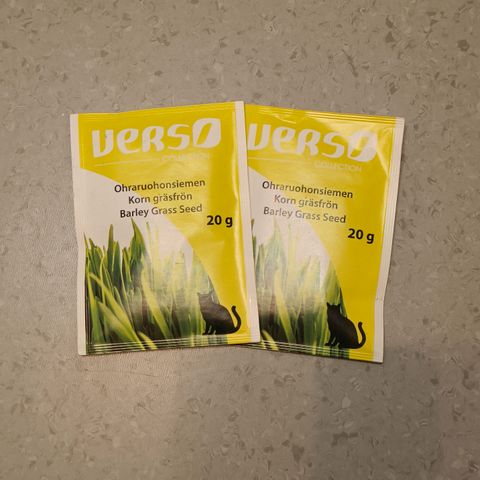 VERSO
COLLECTION
Ohraruohonsiemen
Korn gräsfrön
Barley Grass Seed
20 g
VERSO
COLLECTION
Ohraruohonsiemen
Korn gräsfrön
Barley Grass Seed
20 g